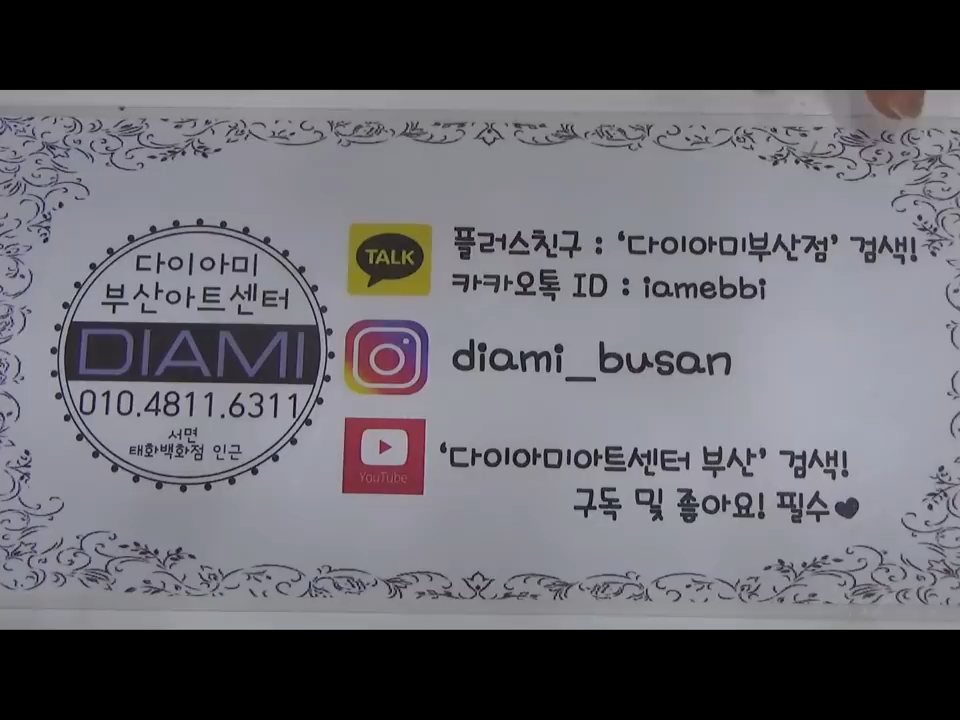 다이아미
부산아트센터
DIAMI
010.4811.6311
서면
태화백화점 인근
TALK
플러스친구 : ‘다이아미부산점’ 검색!
카카오톡 ID : iamebbi
diami_busan
YouTube
‘다이아미아트센터 부산’ 검색!
구독 및 좋아요! 필수♥